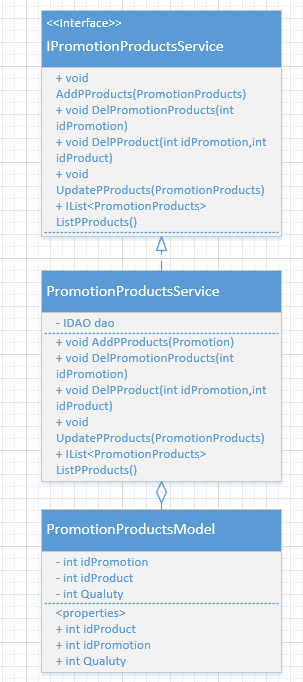 <<Interface>>
IPromotionProductsService
+ void
AddPProducts(PromotionProducts)
+ void DelPromotionProducts(int
idPromotion)
+ void DelPProduct(int idPromotion,int
idProduct)
+ void
UpdatePProducts(PromotionProducts)
+ IList<PromotionProducts>
ListPProducts()
PromotionProductsService
- IDAO dao
+ void AddPProducts(Promotion)
+ void DelPromotionProducts(int
idPromotion)
+ void DelPProduct(int idPromotion,int
idProduct)
+ void
UpdatePProducts(PromotionProducts)
+ IList<PromotionProducts>
ListPProducts()
PromotionProductsModel
- int idPromotion
- int idProduct
- int Qualuty
<properties>
+ int idProduct
+ int idPromotion
+ int Qualuty